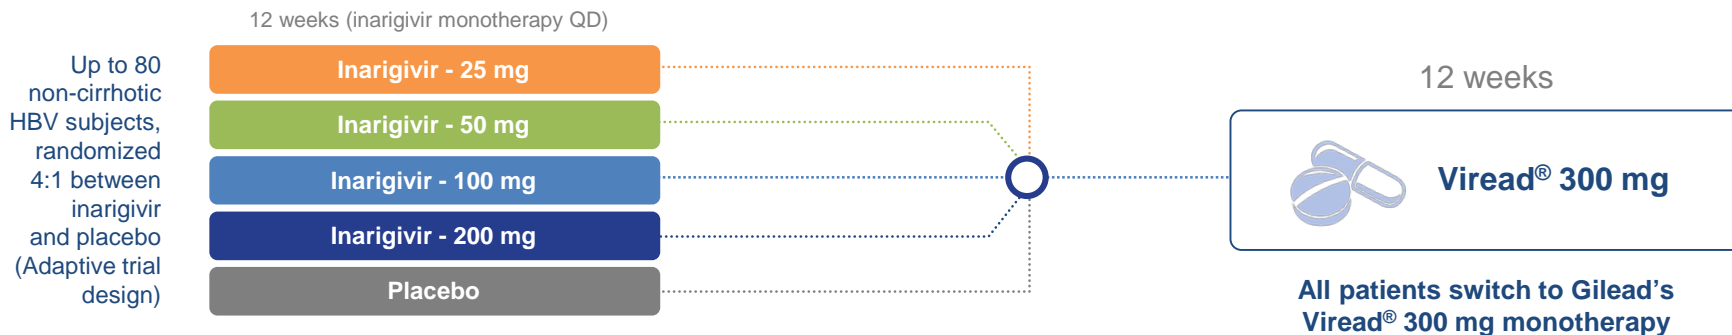 12 weeks (inarigivir monotherapy QD)
Up to 80
non-cirrhotic
HBV subjects,
randomized
4:1 between
inarigivir
and placebo
(Adaptive trial
design)
Inarigivir - 25 mg
Inarigivir - 50 mg
Inarigivir - 100 mg
Inarigivir - 200 mg
Placebo
12 weeks
Viread® 300 mg
All patients switch to Gilead’s
Viread® 300 mg monotherapy